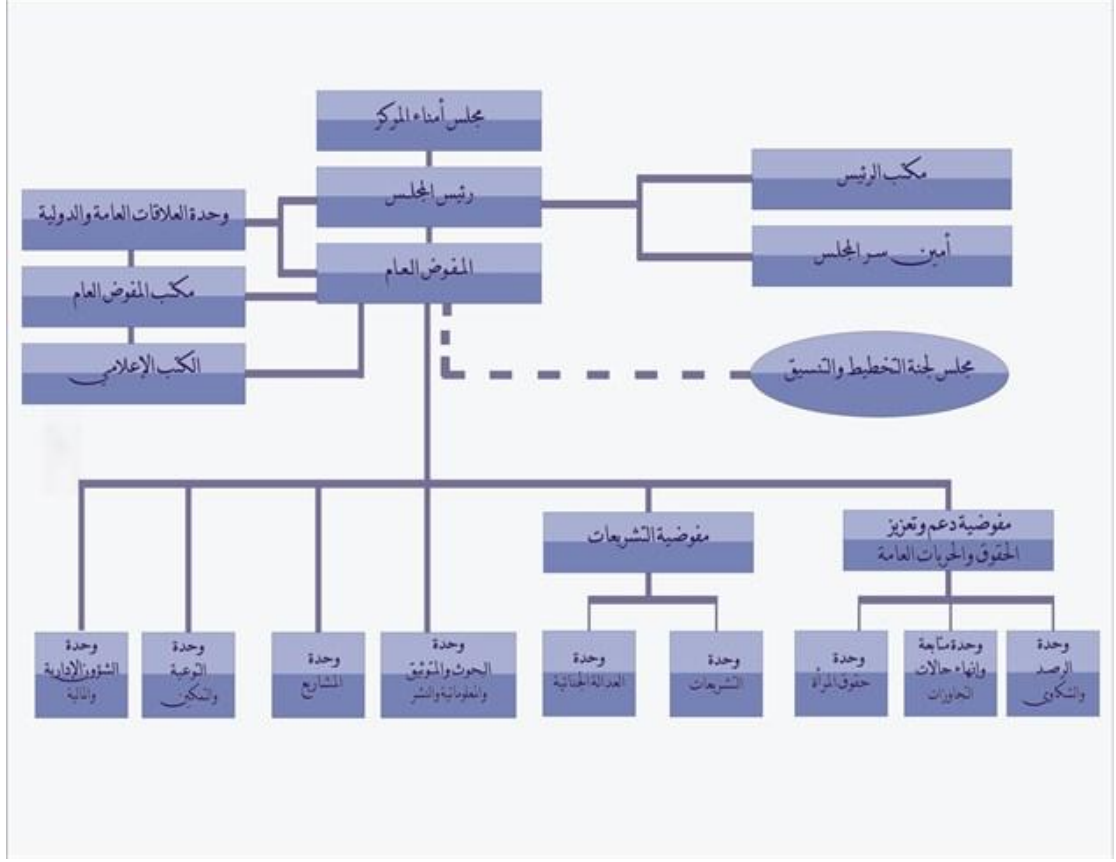 مجلس أمناء المركز
رئيس المجلس
المفوض العام
مكتب الرئيس
أمين سر المجلس
وحدة العلاقات العامة والدولية
مكتب المفوض العام
الكتب الإعلامي
مجلس لجنة التخطيط والتنسيق
مفوضية دعم وتعزيز
الحقوق والحريات العامة
مفوضية التشريعات
وحدة
الرصد
والشكاوى
وحدة متابعة
وإنهاء حالات
التجاوزات
وحدة
حقوق المرأة
وحدة
التشريعات
وحدة
العدالة الجنائية
وحدة
البحوث والتوثيق
والمعلوماتية والنشر
وحدة
المشاريع
وحدة
التوعية
والتمكين
وحدة
الشؤون الإدارية
والمالية